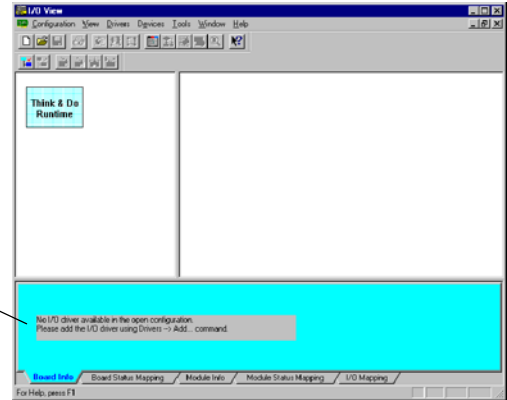 I/O View
Configuration View Drivers Devices Tools Window Help
Think & Do
Runtime
No I/O driver available in the open configuration.
Please add the I/O driver using Drivers -> Add... command.
Board Info Board Status Mapping Module Info Module Status Mapping I/O Mapping
For Help, press F1